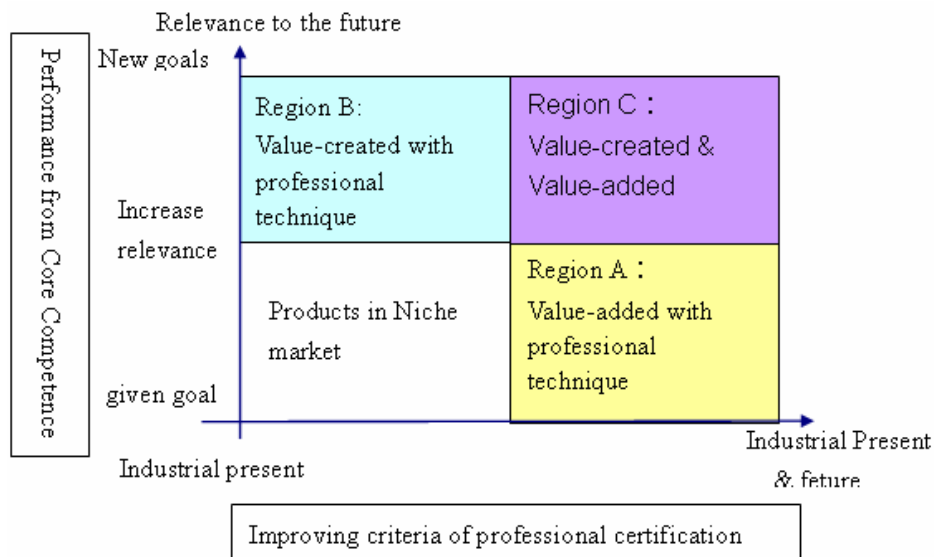 Relevance to the future
Performance from Core Competence
New goals
Region B:
Value-created with
professional
technique
Region C：
Value-created &
Value-added
Increase
relevance
Products in Niche
market
Region A：
Value-added with
professional
technique
given goal
Industrial present
Industrial Present
& feture
Improving criteria of professional certification